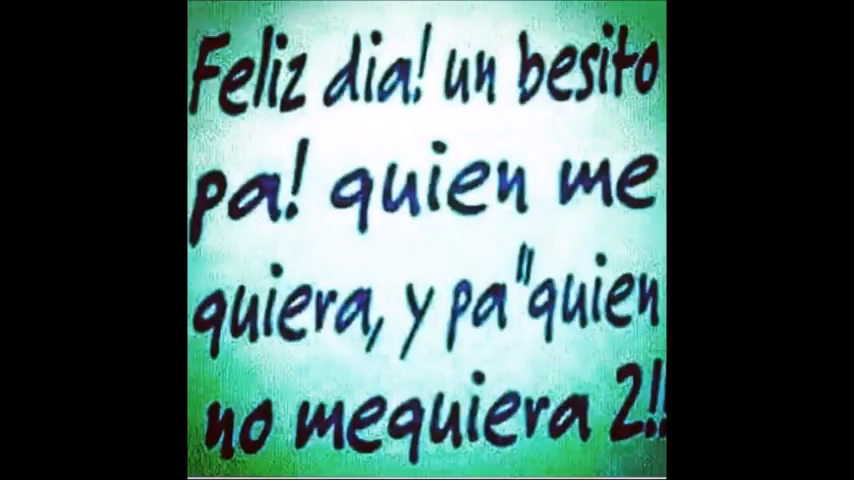 Feliz dia! un besito
pa! quien me
quiera, y pa"quien
no mequiera 2!!